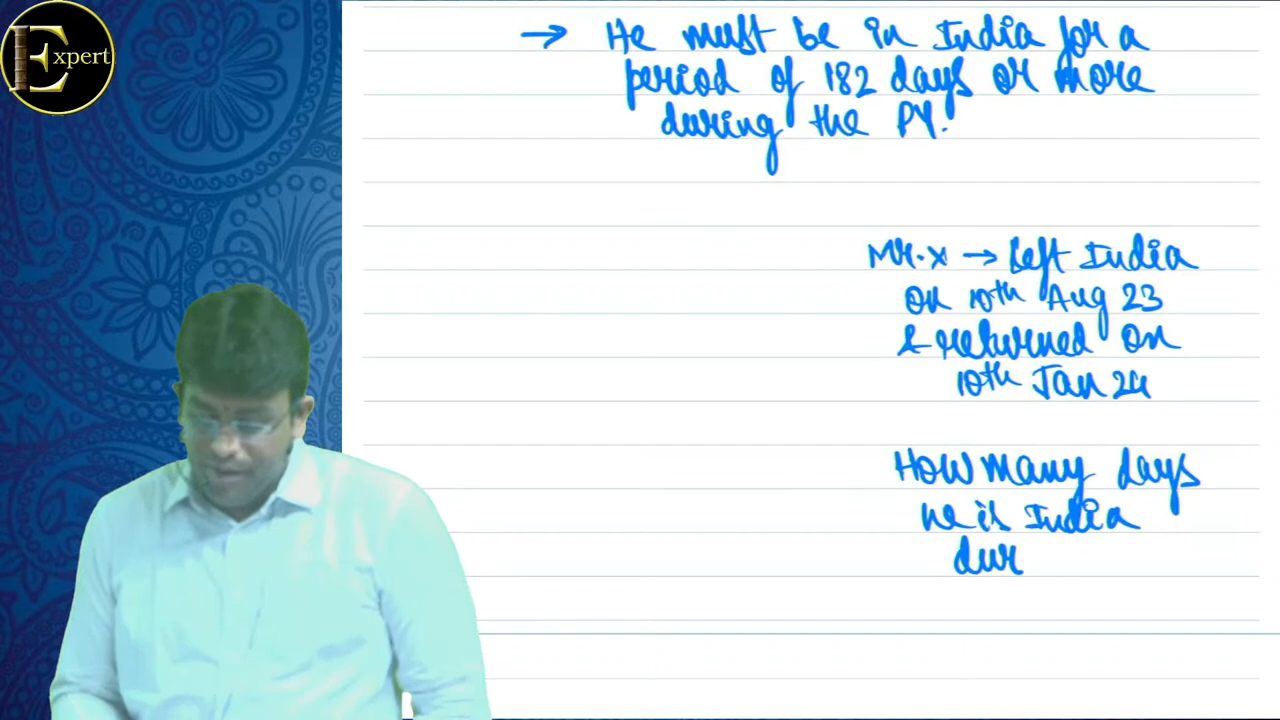 Expert
→ He must be in India for a
period of 182 days or more
during the PY.
Mr.X → Left India
on 10th Aug 23
& returned on
10th Jan 24
How many days
he is India
dur